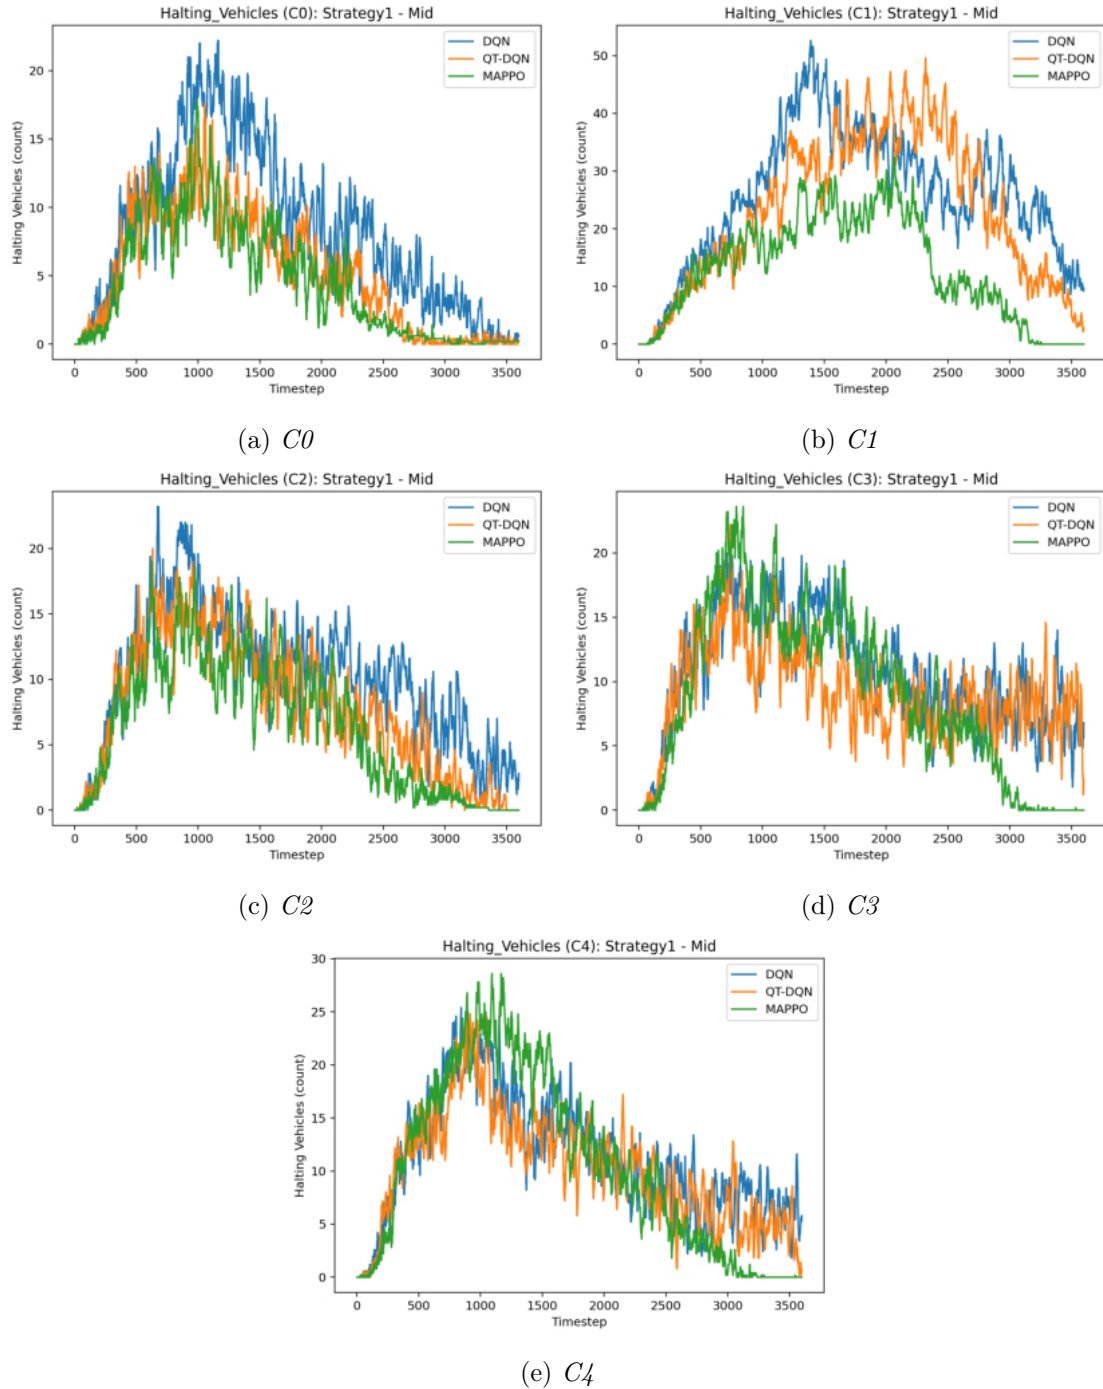 Halting_Vehicles (C0): Strategy1 - Mid
DQN
QT-DQN
MAPPO
Halting Vehicles (count)
20
15
10
5
0
0 500 1000 1500 2000 2500 3000 3500
Timestep
(a) C0
Halting_Vehicles (C1): Strategy1 - Mid
DQN
QT-DQN
MAPPO
Halting Vehicles (count)
50
40
30
20
10
0
0 500 1000 1500 2000 2500 3000 3500
Timestep
(b) C1
Halting_Vehicles (C2): Strategy1 - Mid
DQN
QT-DQN
MAPPO
Halting Vehicles (count)
20
15
10
5
0
0 500 1000 1500 2000 2500 3000 3500
Timestep
(c) C2
Halting_Vehicles (C3): Strategy1 - Mid
DQN
QT-DQN
MAPPO
Halting Vehicles (count)
20
15
10
5
0
0 500 1000 1500 2000 2500 3000 3500
Timestep
(d) C3
Halting_Vehicles (C4): Strategy1 - Mid
DQN
QT-DQN
MAPPO
Halting Vehicles (count)
30
25
20
15
10
5
0
0 500 1000 1500 2000 2500 3000 3500
Timestep
(e) C4